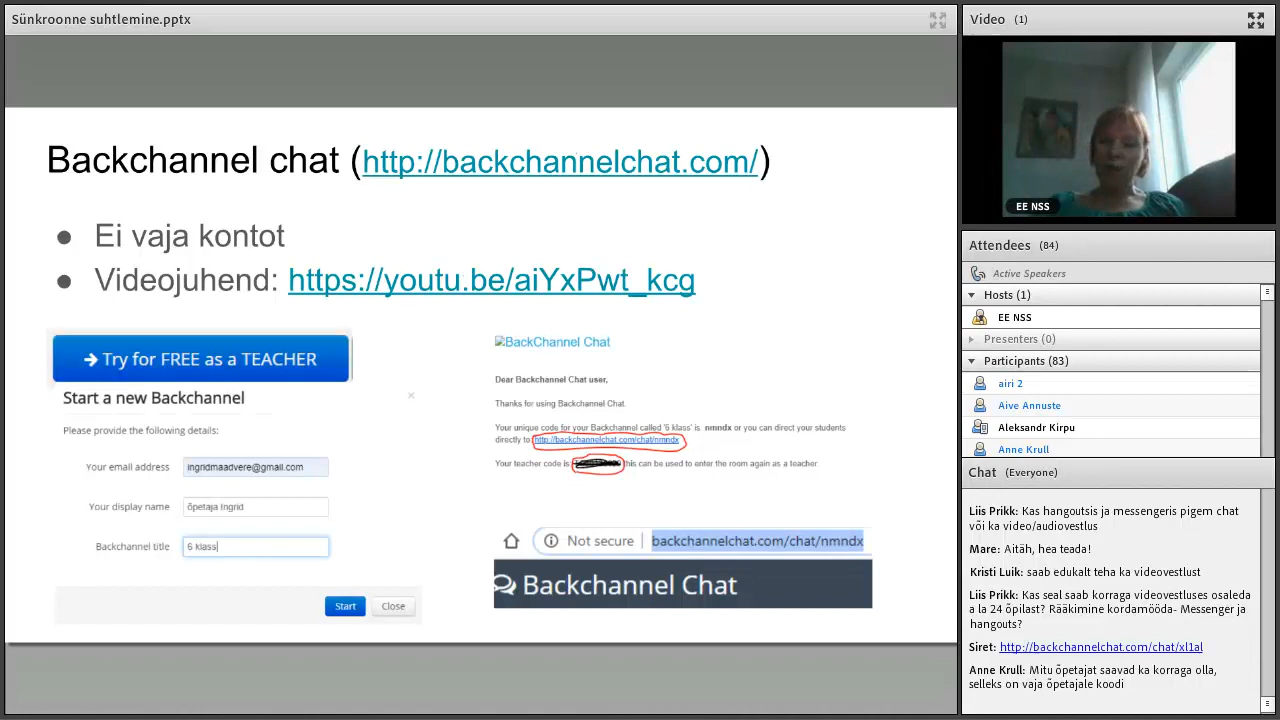 Sünkroonne suhtlemine.pptx
Backchannel chat (http://backchannelchat.com/)
● Ei vaja kontot
● Videojuhend: https://youtu.be/aiYxPwt_kcg
→ Try for FREE as a TEACHER
Start a new Backchannel
×
Please provide the following details:
Your email address ingridmaadvere@gmail.com
Your display name õpetaja Ingrid
Backchannel title 6 klass
Start Close
BackChannel Chat
Dear Backchannel Chat user,
Thanks for using Backchannel Chat.
Your unique code for your Backchannel called '6 klass' is nmndx or you can direct your students
directly to: http://backchannelchat.com/chat/nmndx
Your teacher code is: this can be used to enter the room again as a teacher.
Not secure | backchannelchat.com/chat/nmndx
Backchannel Chat
Video (1)
EE NSS
Attendees (84)
Active Speakers
Hosts (1)
EE NSS
Presenters (0)
Participants (83)
airi 2
Aive Annuste
Aleksandr Kirpu
Anne Krull
Chat (Everyone)
Liis Prikk: Kas hangoutsis ja messengeris pigem chat
või ka video/audiovestlus
Mare: Aitäh, hea teada!
Kristi Luik: saab edukalt teha ka videovestlust
Liis Prikk: Kas seal saab korraga videovestluses osaleda
a la 24 õpilast? Rääkimine kordamööda- Messenger ja
hangouts?
Siret: http://backchannelchat.com/chat/xl1al
Anne Krull: Mitu õpetajat saavad ka korraga olla,
selleks on vaja õpetajale koodi